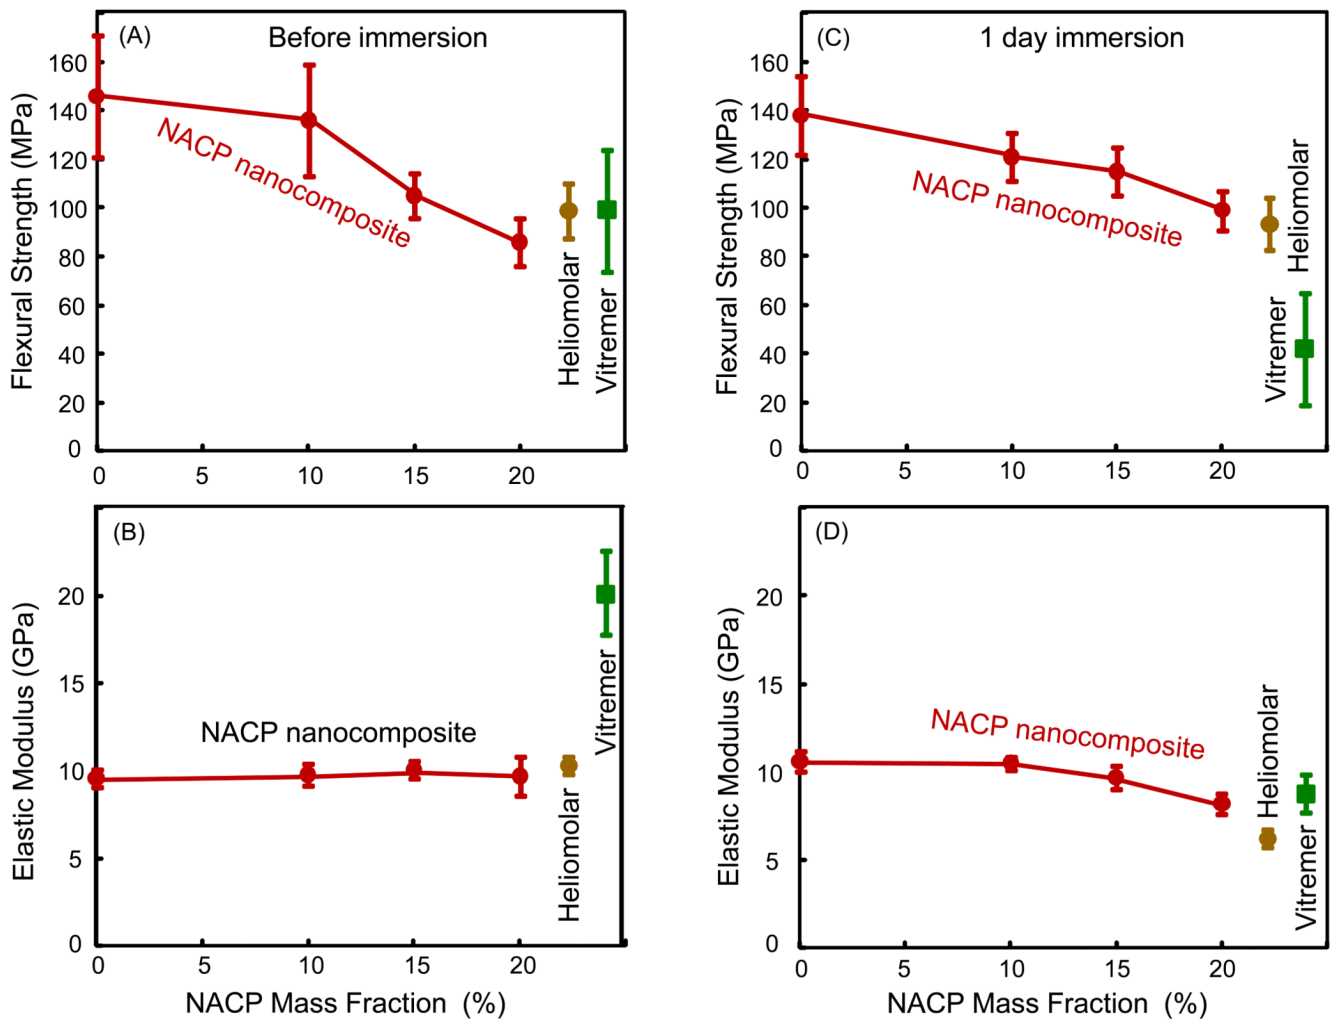 (A)
Before immersion
Flexural Strength (MPa)
160
140
120
100
80
60
40
20
0
NACP nanocomposite
Heliomolar
Vitremer
0 5 10 15 20
(C)
1 day immersion
Flexural Strength (MPa)
160
140
120
100
80
60
40
20
0
NACP nanocomposite
Heliomolar
Vitremer
0 5 10 15 20
(B)
Elastic Modulus (GPa)
20
15
10
5
0
NACP nanocomposite
Heliomolar
Vitremer
0 5 10 15 20
NACP Mass Fraction (%)
(D)
Elastic Modulus (GPa)
20
15
10
5
0
NACP nanocomposite
Heliomolar
Vitremer
0 5 10 15 20
NACP Mass Fraction (%)